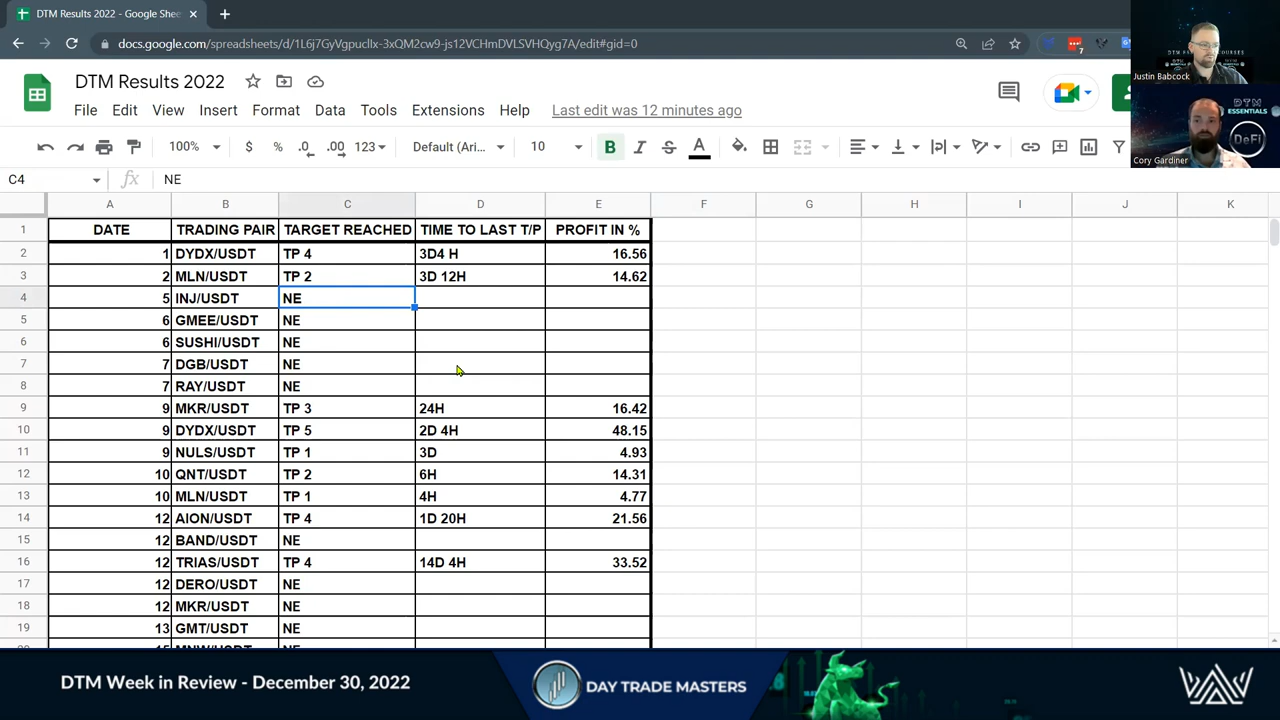 DTM Results 2022 - Google Shee
docs.google.com/spreadsheets/d/1L6j7GyVgpucllx-3xQM2cw9-js12VCHmDVLSVHQyg7A/edit#gid=0
7
Justin Babcock
DTM
ESSENTIALS
DeFi
Cory Gardiner
DTM Results 2022
File Edit View Insert Format Data Tools Extensions Help Last edit was 12 minutes ago
100% $ % .0 .00 123 Default (Ari... 10 B I S A
C4 fx NE
A B C D E F G H I J K
1 DATE TRADING PAIR TARGET REACHED TIME TO LAST T/P PROFIT IN %
2 1 DYDX/USDT TP 4 3D4 H 16.56
3 2 MLN/USDT TP 2 3D 12H 14.62
4 5 INJ/USDT NE
5 6 GMEE/USDT NE
6 6 SUSHI/USDT NE
7 7 DGB/USDT NE
8 7 RAY/USDT NE
9 9 MKR/USDT TP 3 24H 16.42
10 9 DYDX/USDT TP 5 2D 4H 48.15
11 9 NULS/USDT TP 1 3D 4.93
12 10 QNT/USDT TP 2 6H 14.31
13 10 MLN/USDT TP 1 4H 4.77
14 12 AION/USDT TP 4 1D 20H 21.56
15 12 BAND/USDT NE
16 12 TRIAS/USDT TP 4 14D 4H 33.52
17 12 DERO/USDT NE
18 12 MKR/USDT NE
19 13 GMT/USDT NE
DTM Week in Review - December 30, 2022
DAY TRADE MASTERS